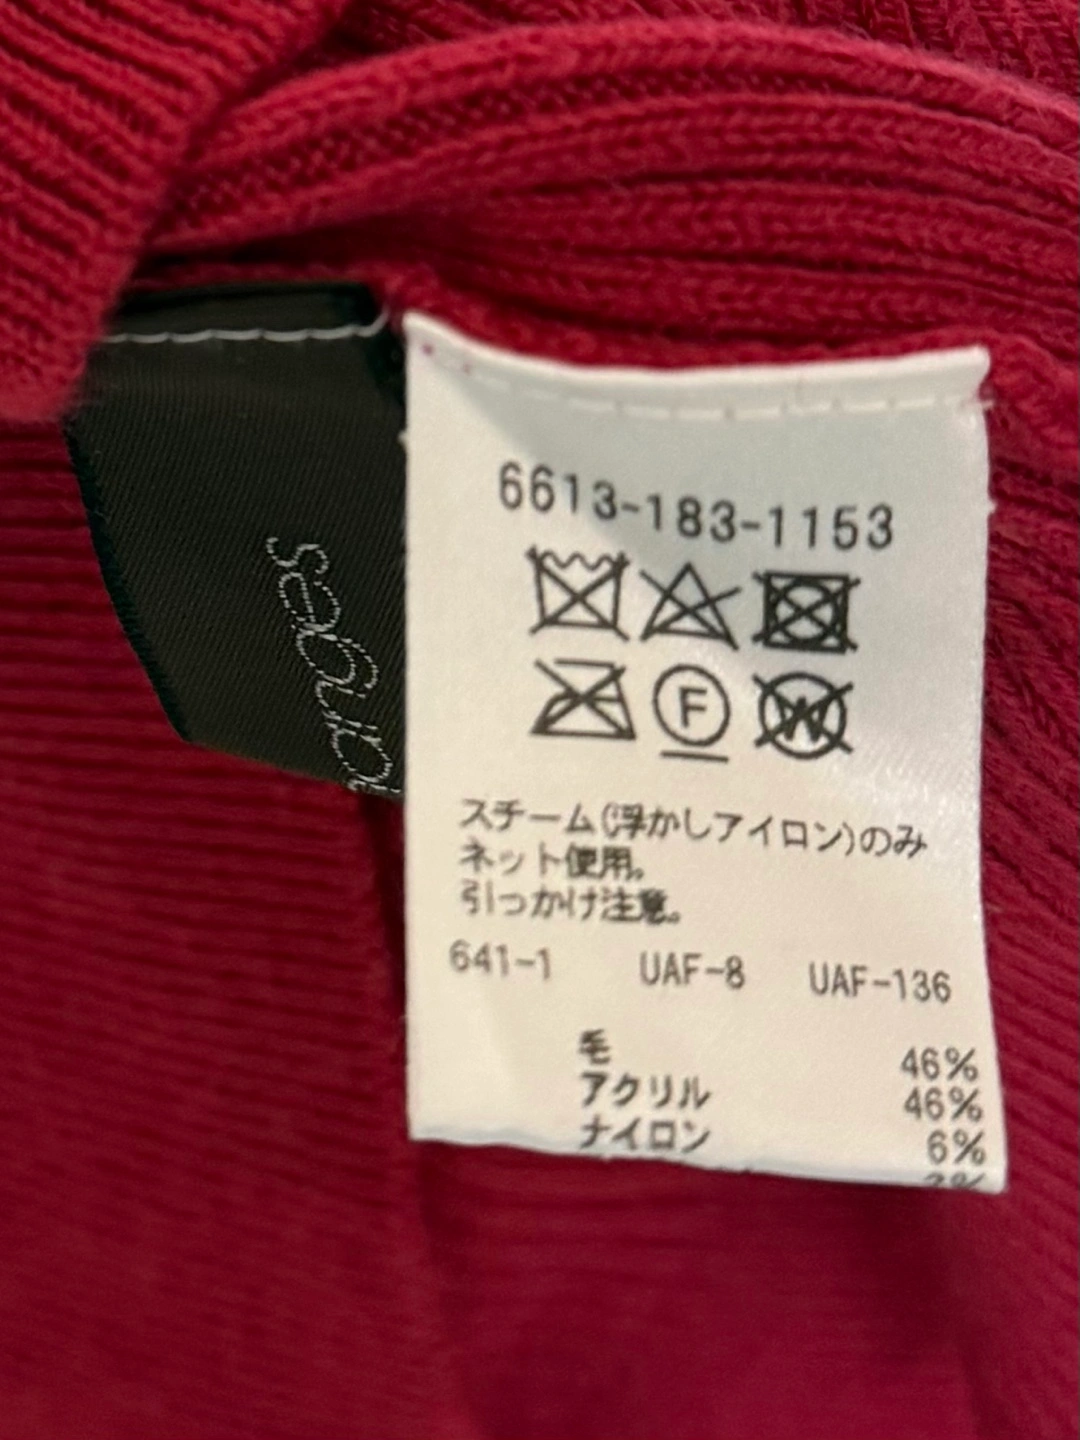 6613-183-1153
F
W
スチーム(浮かしアイロン)のみ
ネット使用。
引っかけ注意。
641-1 UAF-8 UAF-136
毛 46%
アクリル 46%
ナイロン 6%